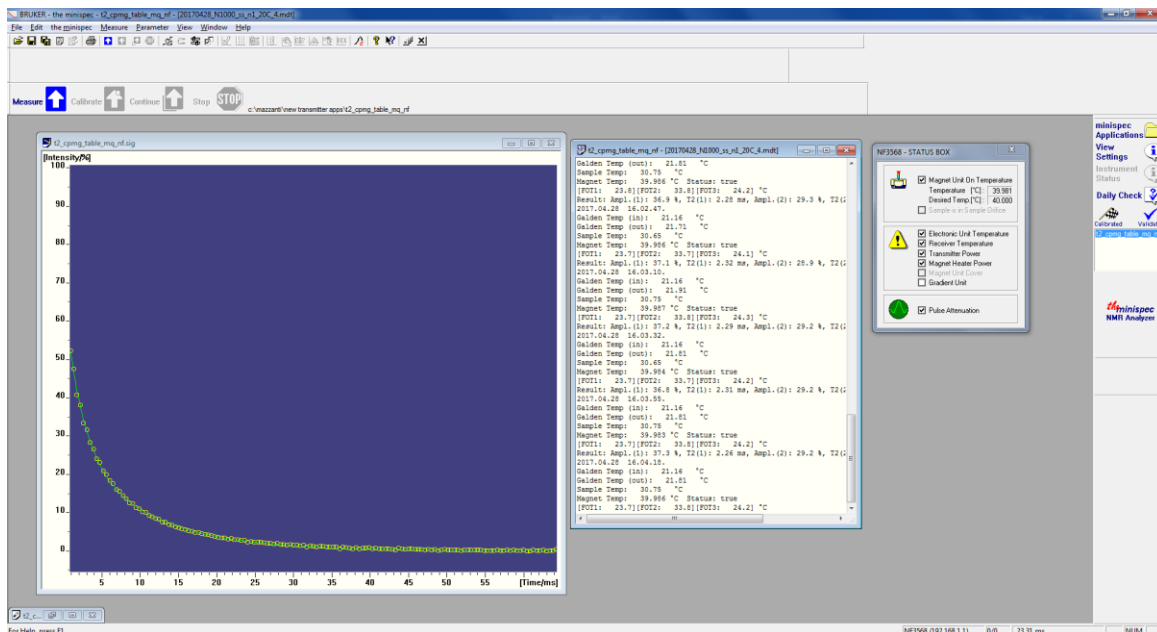 BRUKER - the minispec - t2_cpmg_table_mq_nf - [20170428_N1000_ss_n1_20C_4.mdt]
File Edit the minispec Measure Parameter View Window Help
Measure Calibrate Continue Stop STOP c:\mazzanti\new transmitter apps\t2_cpmg_table_mq_nf
t2_cpmg_table_mq_nf.sig
[Intensity/%]
100
90
80
70
60
50
40
30
20
10
0
5 10 15 20 25 30 35 40 45 50 55 [Time/ms]
t2_cpmg_table_mq_nf - [20170428_N1000_ss_n1_20C_4.mdt]
Galden Temp (out): 21.81 °C
Sample Temp: 30.75 °C
Magnet Temp: 39.986 °C Status: true
[FOT1: 23.8][FOT2: 33.8][FOT3: 24.2] °C
Result: Ampl.(1): 36.9 %, T2(1): 2.28 ms, Ampl.(2): 29.3 %, T2(2
2017.04.28 16.02.47.
Galden Temp (in): 21.16 °C
Galden Temp (out): 21.71 °C
Sample Temp: 30.65 °C
Magnet Temp: 39.986 °C Status: true
[FOT1: 23.7][FOT2: 33.8][FOT3: 24.1] °C
Result: Ampl.(1): 37.1 %, T2(1): 2.32 ms, Ampl.(2): 28.9 %, T2(2
2017.04.28 16.03.10.
Galden Temp (in): 21.16 °C
Galden Temp (out): 21.91 °C
Sample Temp: 30.75 °C
Magnet Temp: 39.987 °C Status: true
[FOT1: 23.7][FOT2: 33.8][FOT3: 24.3] °C
Result: Ampl.(1): 37.2 %, T2(1): 2.29 ms, Ampl.(2): 29.2 %, T2(2
2017.04.28 16.03.32.
Galden Temp (in): 21.16 °C
Galden Temp (out): 21.81 °C
Sample Temp: 30.65 °C
Magnet Temp: 39.984 °C Status: true
[FOT1: 23.7][FOT2: 33.7][FOT3: 24.2] °C
Result: Ampl.(1): 36.8 %, T2(1): 2.31 ms, Ampl.(2): 29.2 %, T2(2
2017.04.28 16.03.55.
Galden Temp (in): 21.16 °C
Galden Temp (out): 21.81 °C
Sample Temp: 30.75 °C
Magnet Temp: 39.983 °C Status: true
[FOT1: 23.7][FOT2: 33.8][FOT3: 24.2] °C
Result: Ampl.(1): 37.3 %, T2(1): 2.26 ms, Ampl.(2): 29.2 %, T2(2
2017.04.28 16.04.18.
Galden Temp (in): 21.16 °C
Galden Temp (out): 21.81 °C
Sample Temp: 30.75 °C
Magnet Temp: 39.986 °C Status: true
[FOT1: 23.7][FOT2: 33.8][FOT3: 24.2] °C
NF3568 - STATUS BOX
Magnet Unit On Temperature
Temperature [°C]: 39.981
Desired Temp.[°C]: 40.000
Sample is in Sample Orifice
Electronic Unit Temperature
Receiver Temperature
Transmitter Power
Magnet Heater Power
Magnet Unit Cover
Gradient Unit
Pulse Attenuation
minispec
Applications
View
Settings
Instrument
Status
Daily Check
Calibrated Valida
t2_cpmg_table_mq_n
the minispec
NMR Analyzer
t2_c...
For Help, press F1
NF3568 (192.168.1.1) 0/0 23.31 ms NUM